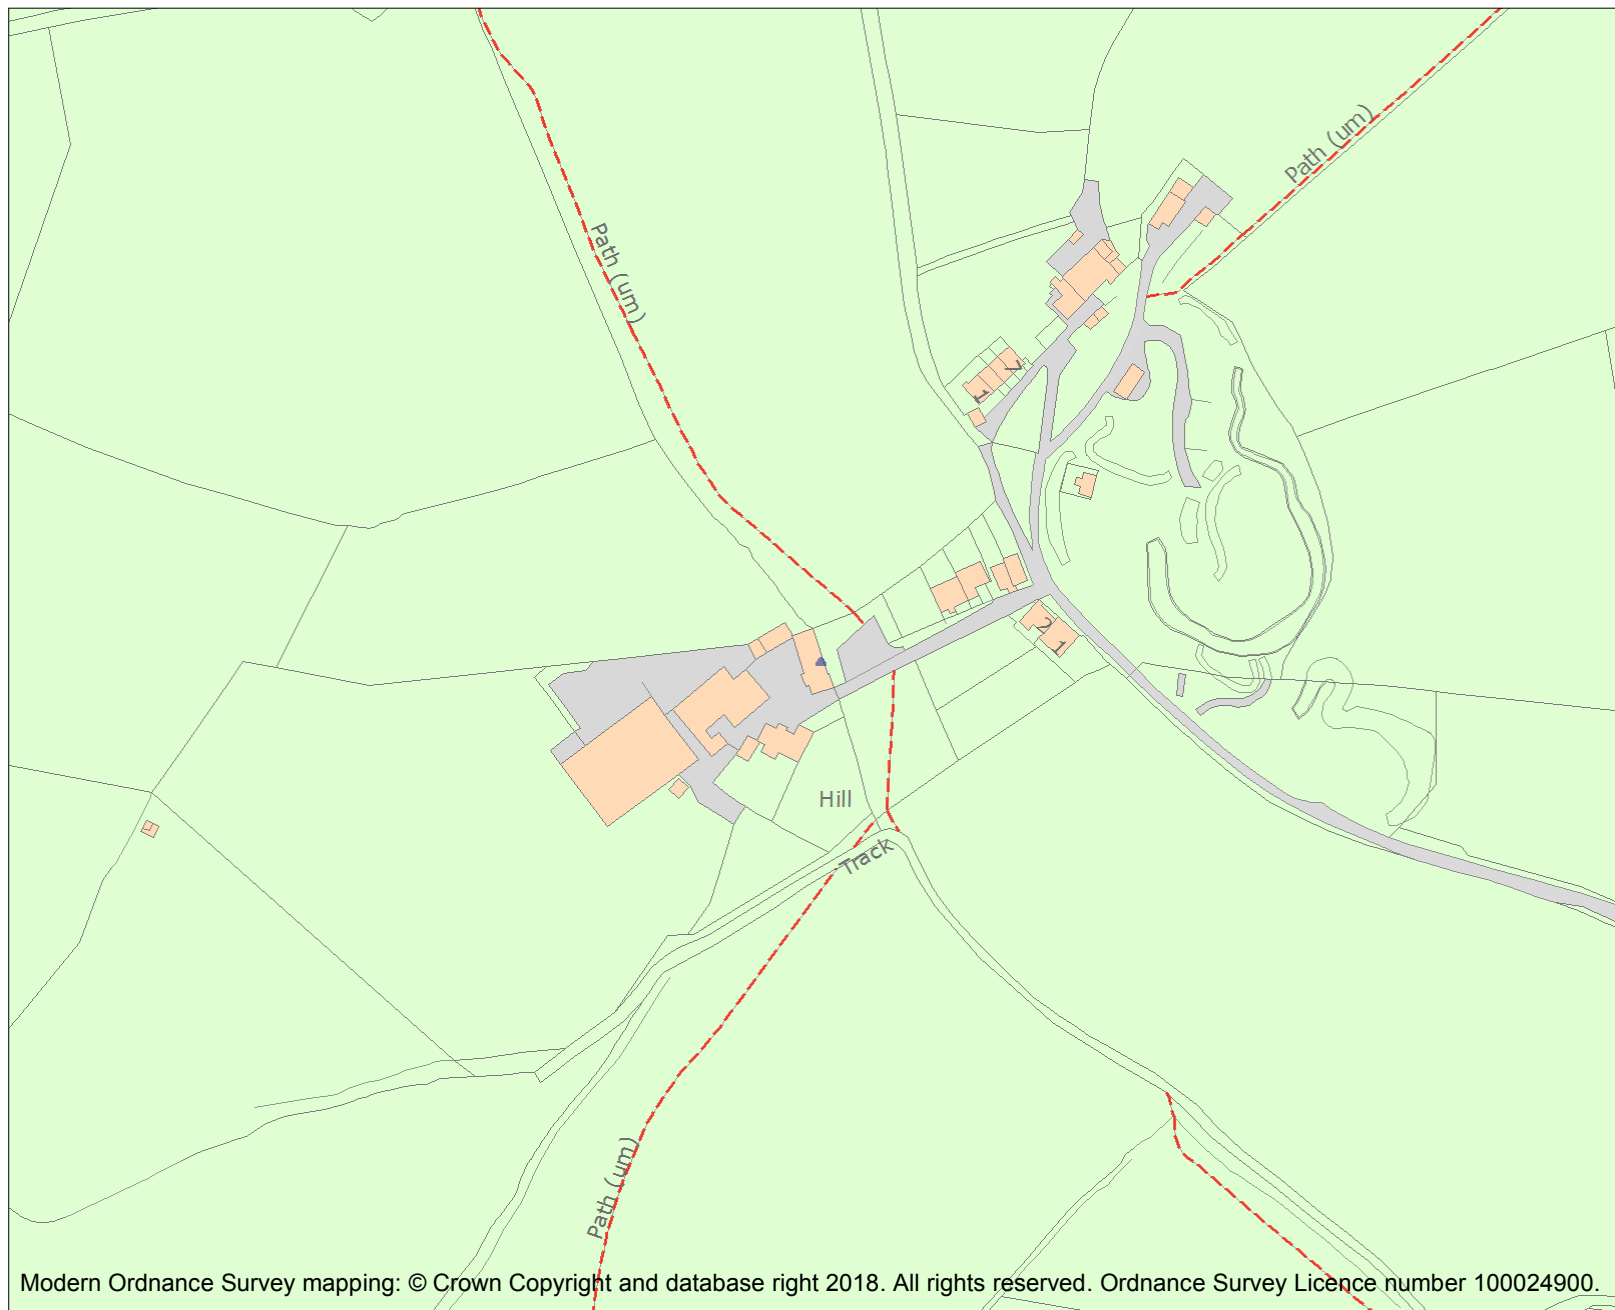 Path (um)
Path (um)
7
1
2
1
Hill
Track
Path (um)
Modern Ordnance Survey mapping: © Crown Copyright and database right 2018. All rights reserved. Ordnance Survey Licence number 100024900.